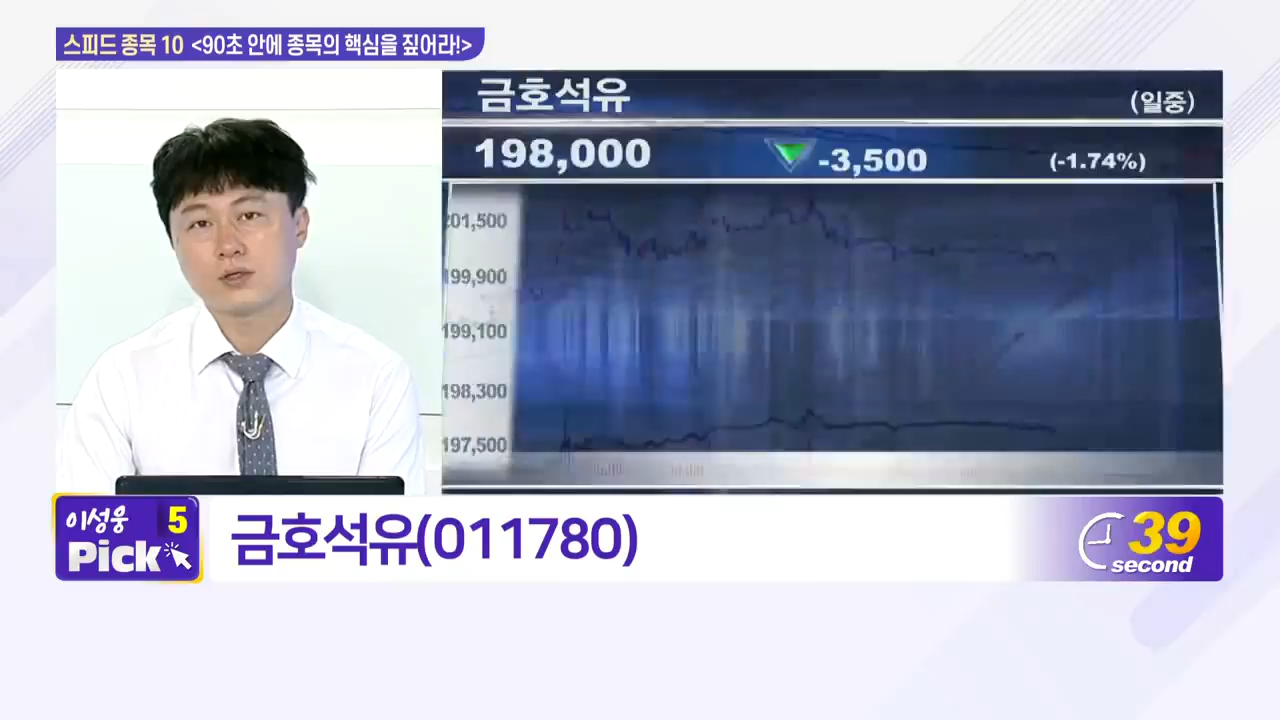 스피드 종목 10 <90초 안에 종목의 핵심을 짚어라!>
금호석유
(일중)
198,000
-3,500
(-1.74%)
201,500
199,900
199,100
198,300
197,500
이성웅 5
Pick
금호석유(011780)
39
second